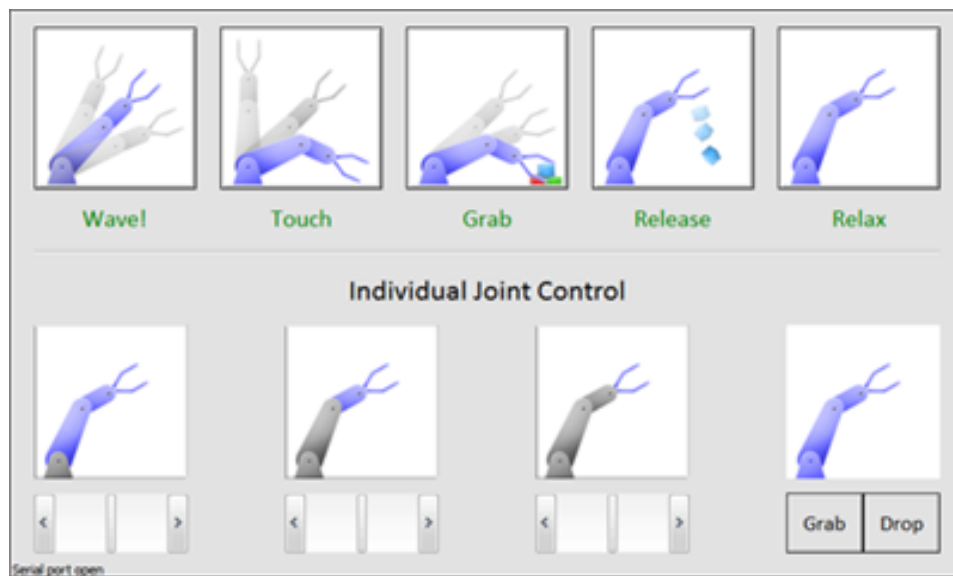 Wave!
Touch
Grab
Release
Relax
Individual Joint Control
Grab
Drop
Serial port open